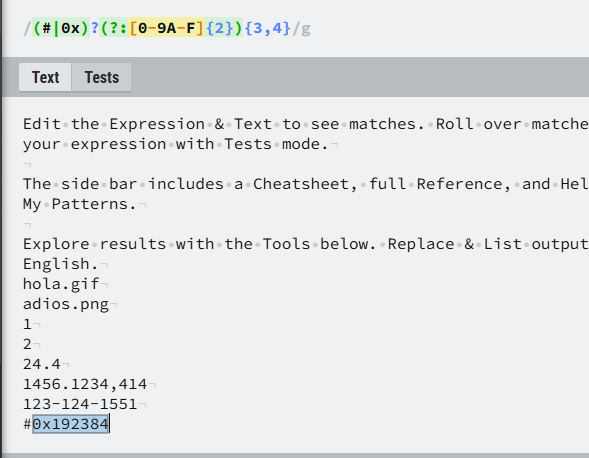 /(#|0x)?(?:[0-9A-F]{2}){3,4}/g
Text Tests
Edit the Expression & Text to see matches. Roll over matche
your expression with Tests mode.
The side bar includes a Cheatsheet, full Reference, and Hel
My Patterns.
Explore results with the Tools below. Replace & List output
English.
hola.gif
adios.png
1
2
24.4
1456.1234,414
123-124-1551
#0x192384